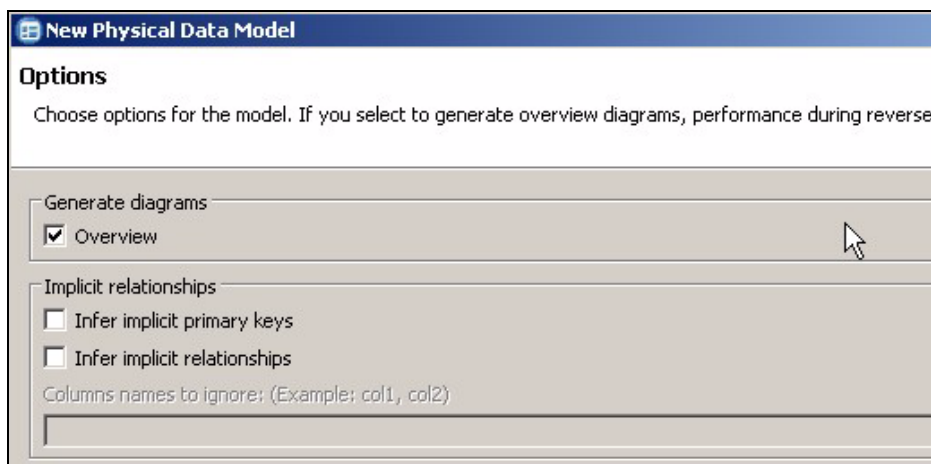 New Physical Data Model
Options
Choose options for the model. If you select to generate overview diagrams, performance during reverse
Generate diagrams
Overview
Implicit relationships
Infer implicit primary keys
Infer implicit relationships
Columns names to ignore: (Example: col1, col2)